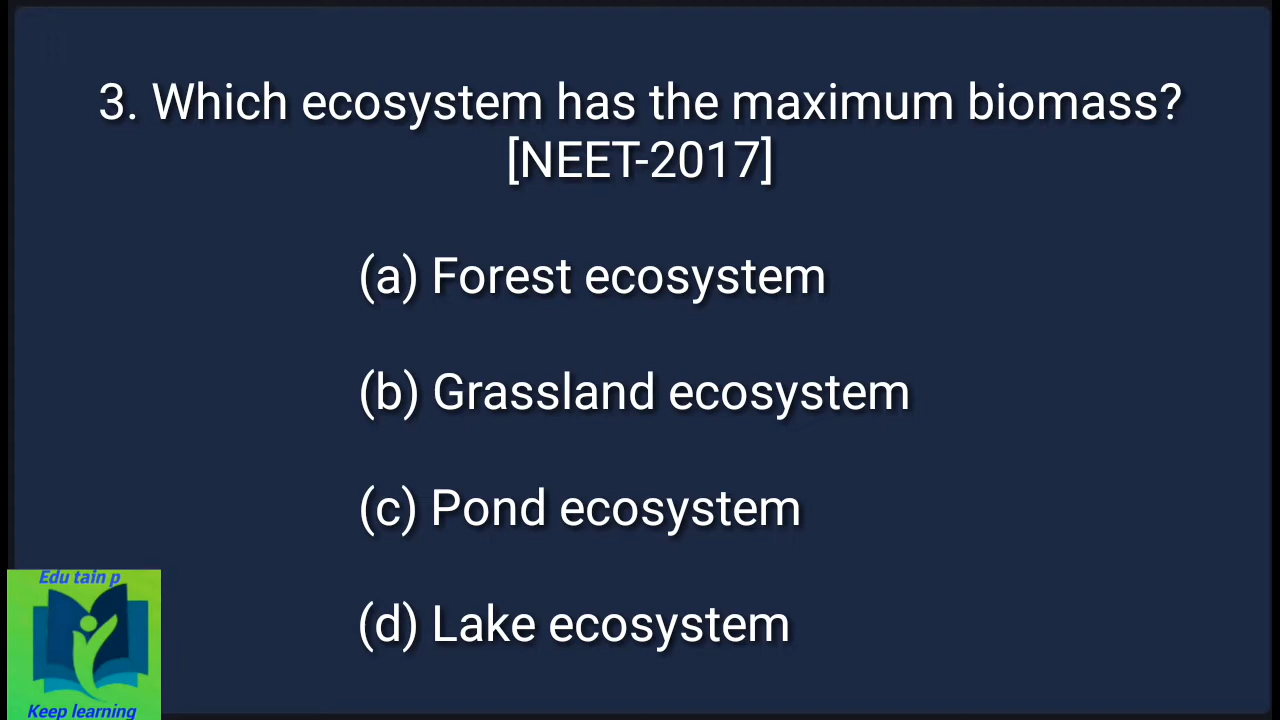 3. Which ecosystem has the maximum biomass?
[NEET-2017]
(a) Forest ecosystem
(b) Grassland ecosystem
(c) Pond ecosystem
(d) Lake ecosystem
Edu tain p
Keep learning